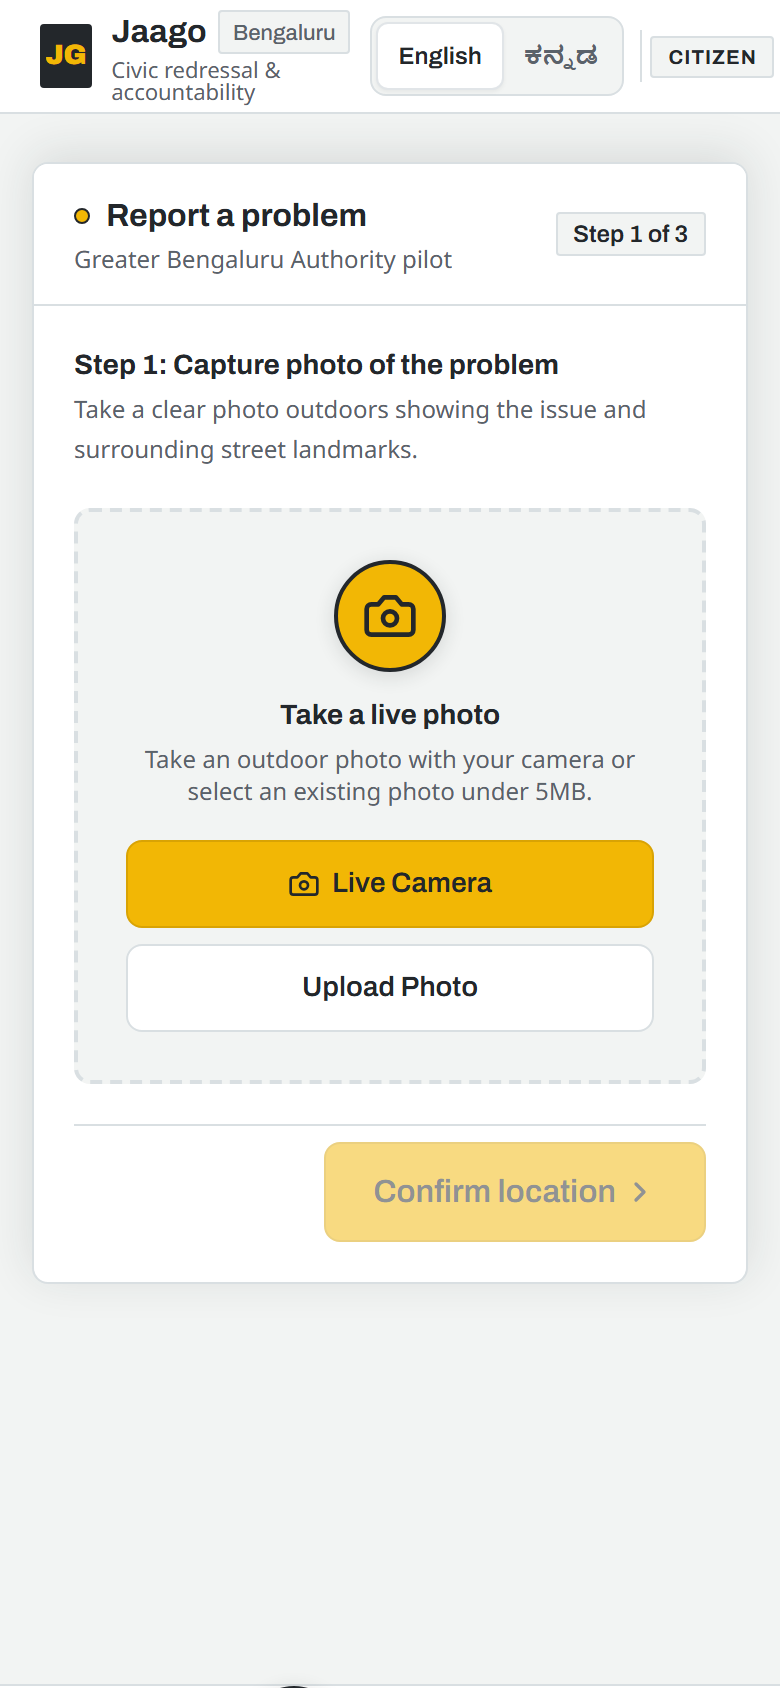 JG
Jaago
Bengaluru
Civic redressal &
accountability
English
ಕನ್ನಡ
CITIZEN
Report a problem
Greater Bengaluru Authority pilot
Step 1 of 3
Step 1: Capture photo of the problem
Take a clear photo outdoors showing the issue and
surrounding street landmarks.
Take a live photo
Take an outdoor photo with your camera or
select an existing photo under 5MB.
Live Camera
Upload Photo
Confirm location